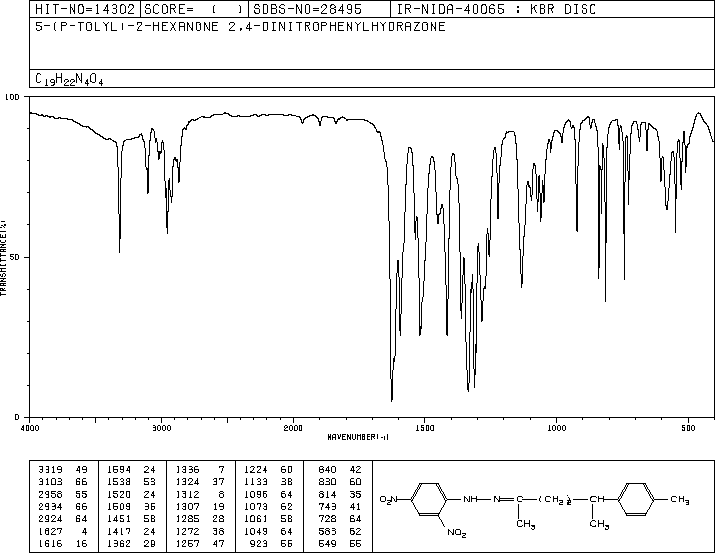 HIT-NO=14302 SCORE= ( ) SDBS-NO=28495 IR-NIDA-40065 : KBR DISC
5-(P-TOLYL)-2-HEXANONE 2,4-DINITROPHENYLHYDRAZONE
C19H22N4O4
100
50
0
TRANSMITTANCE(%)
4000 3000 2000 1500 1000 500
WAVENUMBER(-1)
3319 49 1594 24 1336 7 1224 60 840 42
3103 66 1538 53 1324 37 1133 38 830 60
2958 55 1520 24 1312 8 1096 64 814 35
2934 66 1509 36 1307 19 1073 62 743 41
2924 64 1451 58 1285 28 1061 58 728 64
1627 4 1417 24 1272 38 1049 64 583 62
1616 16 1362 29 1257 47 923 55 549 55
O2N NH N C (CH2)2 CH CH3
NO2 CH3 CH3